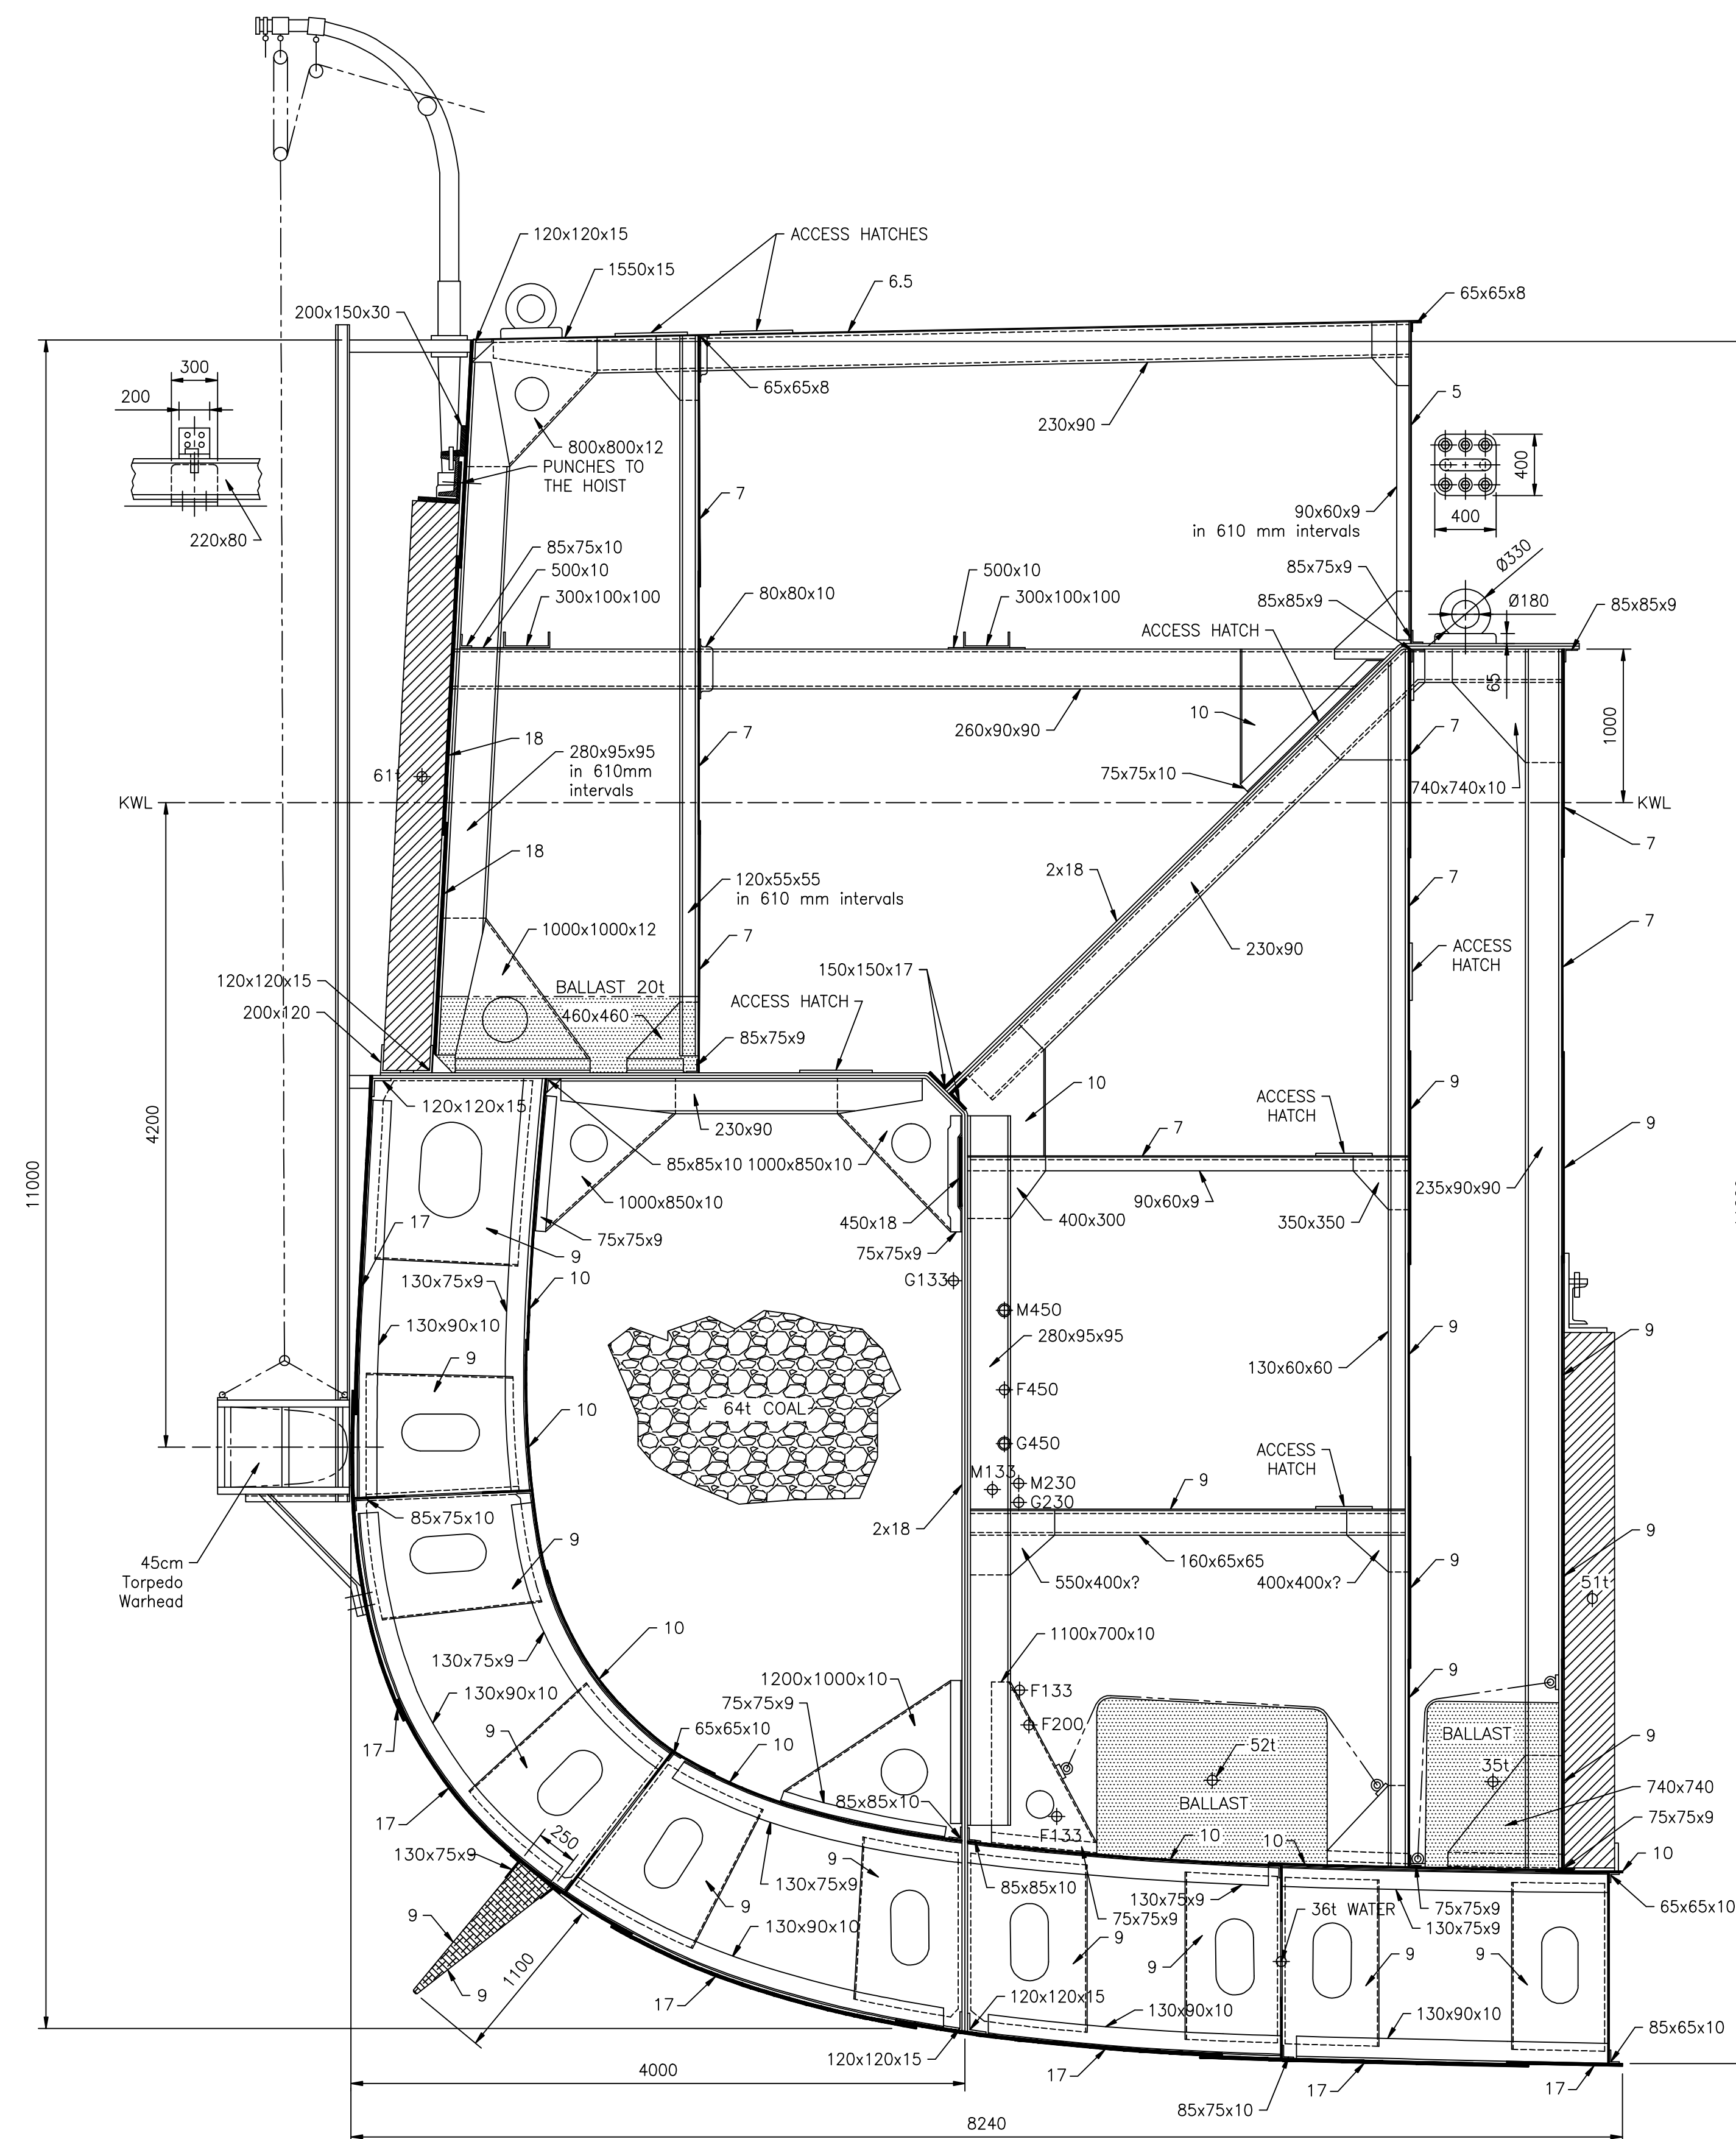 120x120x15
ACCESS HATCHES
1550x15
6.5
65x65x8
200x150x30
300
200
65x65x8
230x90
5
800x800x12
PUNCHES TO
THE HOIST
7
400
400
220x80
90x60x9
in 610 mm intervals
85x75x10
500x10
300x100x100
80x80x10
500x10
300x100x100
85x75x9
Ø330
85x85x9
Ø180
85x85x9
ACCESS HATCH
65
1000
10
260x90x90
7
7
18
280x95x95
in 610mm
intervals
61t
75x75x10
740x740x10
KWL
KWL
7
18
2x18
120x55x55
in 610 mm intervals
7
7
1000x1000x12
7
230x90
ACCESS
HATCH
150x150x17
120x120x15
BALLAST 20t
ACCESS HATCH
200x120
460x460
85x75x9
10
9
120x120x15
230x90
ACCESS
HATCH
7
9
4200
11000
85x85x10
1000x850x10
1000x850x10
90x60x9
235x90x90
17
450x18
400x300
350x350
75x75x9
75x75x9
9
130x75x9
10
G133
M450
130x90x10
280x95x95
9
9
9
130x60x60
F450
64t COAL
10
G450
ACCESS
HATCH
M133
M230
9
G230
85x75x10
2x18
9
9
9
45cm
Torpedo
Warhead
160x65x65
550x400x?
400x400x?
51t
10
1100x700x10
130x75x9
1200x1000x10
9
130x90x10
75x75x9
F133
9
65x65x10
F200
BALLAST
9
17
10
52t
35t
740x740
85x85x10
BALLAST
75x75x9
17
250
F133
10
10
10
130x75x9
9
130x75x9
85x85x10
130x75x9
75x75x9
36t WATER
75x75x9
130x75x9
65x65x10
9
9
130x90x10
9
9
9
9
1100
9
17
120x120x15
130x90x10
130x90x10
85x65x10
120x120x15
4000
17
17
17
85x75x10
8240